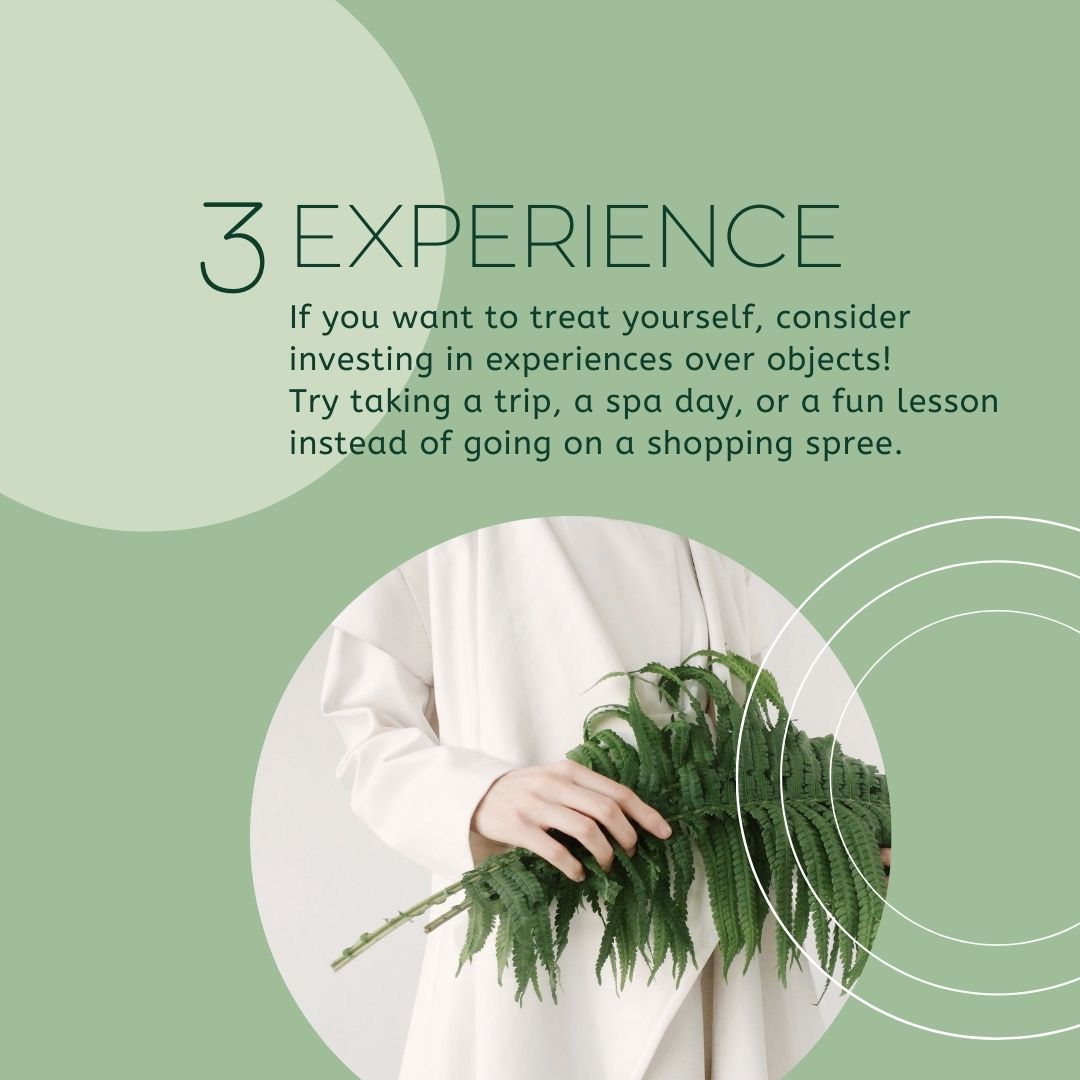 3 EXPERIENCE
If you want to treat yourself, consider
investing in experiences over objects!
Try taking a trip, a spa day, or a fun lesson
instead of going on a shopping spree.